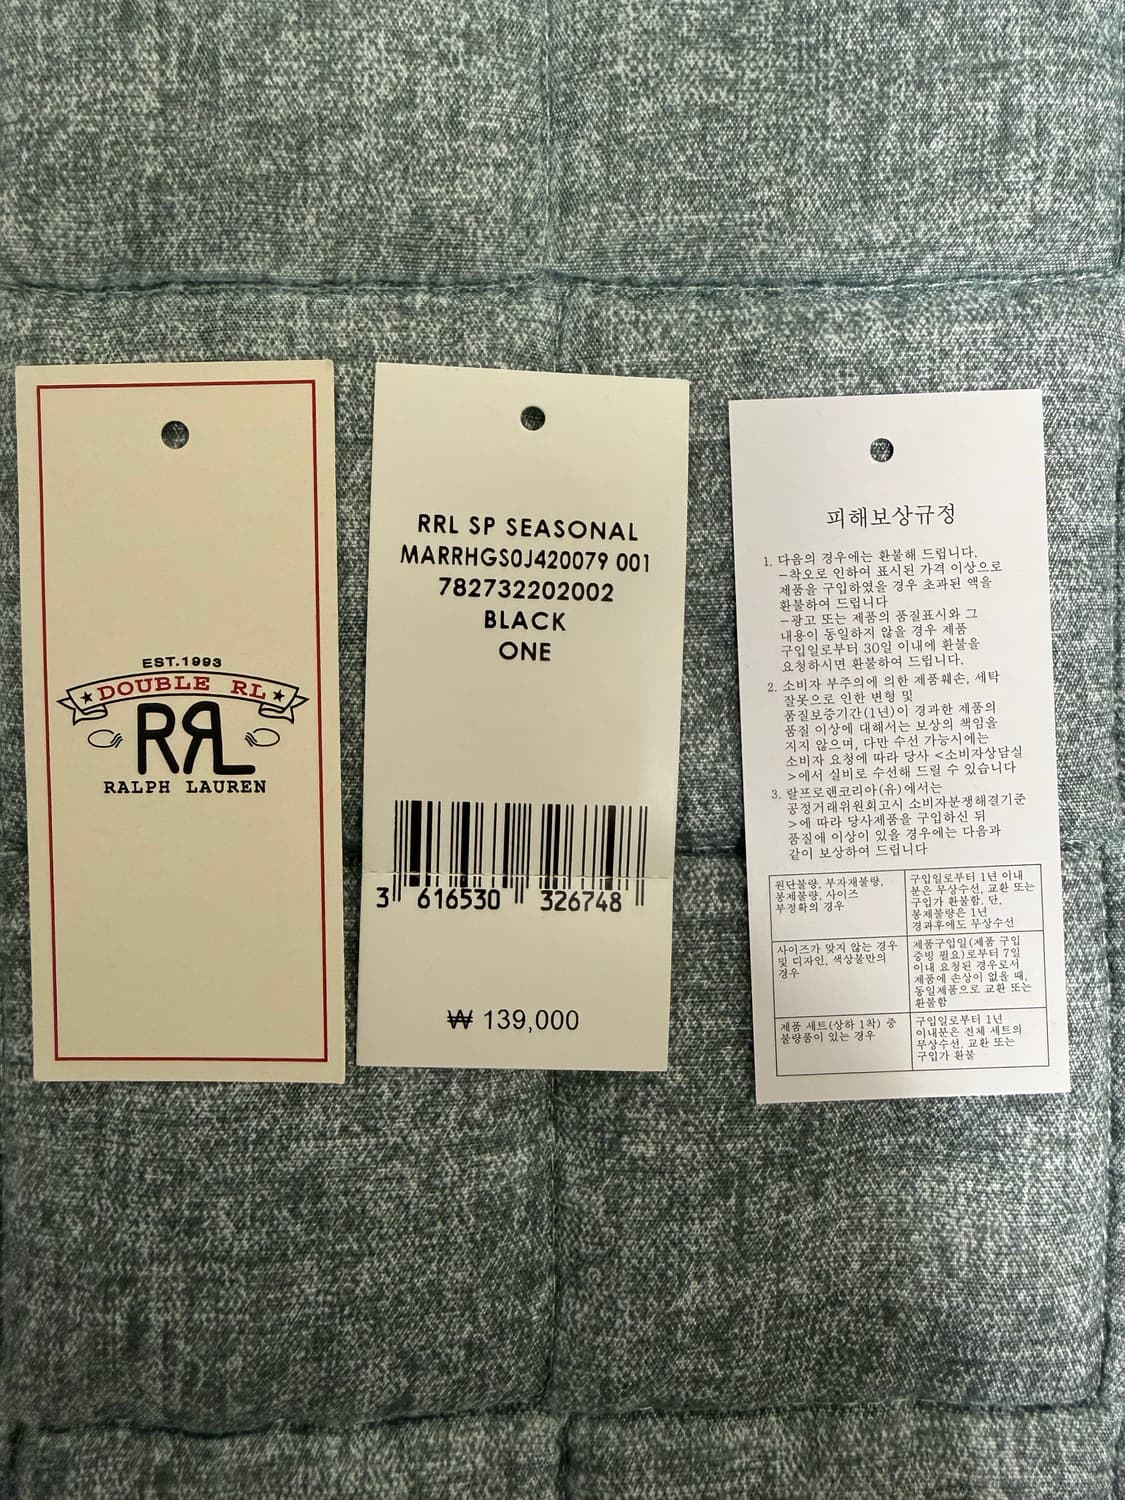 EST.1993
DOUBLE RL
RRL
RALPH LAUREN
RRL SP SEASONAL
MARRHGS0J420079 001
782732202002
BLACK
ONE
3 616530 326748
₩ 139,000
피해보상규정
1. 다음의 경우에는 환불해 드립니다.
-착오로 인하여 표시된 가격 이상으로
제품을 구입하였을 경우 초과된 액을
환불하여 드립니다
-광고 또는 제품의 품질표시와 그
내용이 동일하지 않을 경우 제품
구입일로부터 30일 이내에 환불을
요청하시면 환불하여 드립니다.
2. 소비자 부주의에 의한 제품훼손, 세탁
잘못으로 인한 변형 및
품질보증기간(1년)이 경과한 제품의
품질 이상에 대해서는 보상의 책임을
지지 않으며, 다만 수선 가능시에는
소비자 요청에 따라 당사 <소비자상담실
>에서 실비로 수선해 드릴 수 있습니다
3. 랄프로렌코리아(유)에서는
공정거래위원회고시 소비자분쟁해결기준
>에 따라 당사제품을 구입하신 뒤
품질에 이상이 있을 경우에는 다음과
같이 보상하여 드립니다
원단불량, 부자재불량,
봉제불량, 사이즈
부정확의 경우
구입일로부터 1년 이내
분은 무상수선, 교환 또는
구입가 환불함. 단,
봉제불량은 1년
경과후에도 무상수선
사이즈가 맞지 않는 경우
및 디자인, 색상불만의
경우
제품구입일(제품 구입
증빙 필요)로부터 7일
이내 요청된 경우로서
제품에 손상이 없을 때,
동일제품으로 교환 또는
환불함
제품 세트(상하 1착) 중
불량품이 있는 경우
구입일로부터 1년
이내분은 전체 세트의
무상수선, 교환 또는
구입가 환불